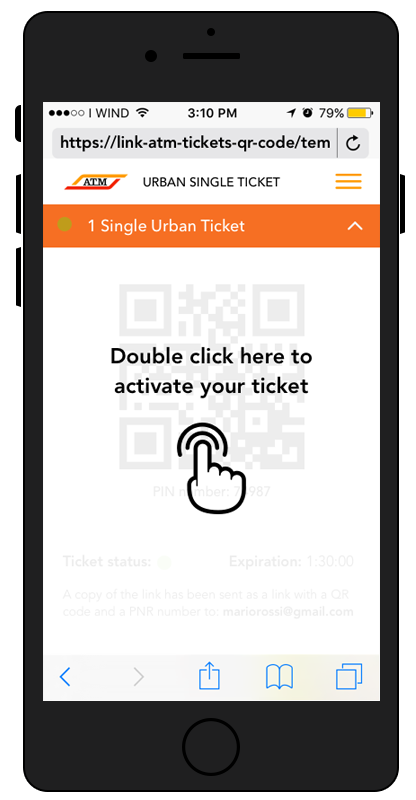 I WIND 3:10 PM 79%
https://link-atm-tickets-qr-code/tem
ATM URBAN SINGLE TICKET
1 Single Urban Ticket
Double click here to
activate your ticket
PIN number: 987
Ticket status: Expiration: 1:30:00
A copy of the link has been sent as a link with a QR
code and a PNR number to: mariorossi@gmail.com